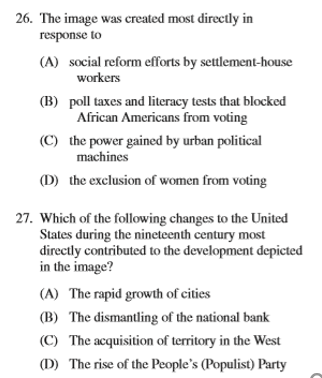 26. The image was created most directly in
response to
(A) social reform efforts by settlement-house
workers
(B) poll taxes and literacy tests that blocked
African Americans from voting
(C) the power gained by urban political
machines
(D) the exclusion of women from voting
27. Which of the following changes to the United
States during the nineteenth century most
directly contributed to the development depicted
in the image?
(A) The rapid growth of cities
(B) The dismantling of the national bank
(C) The acquisition of territory in the West
(D) The rise of the People's (Populist) Party